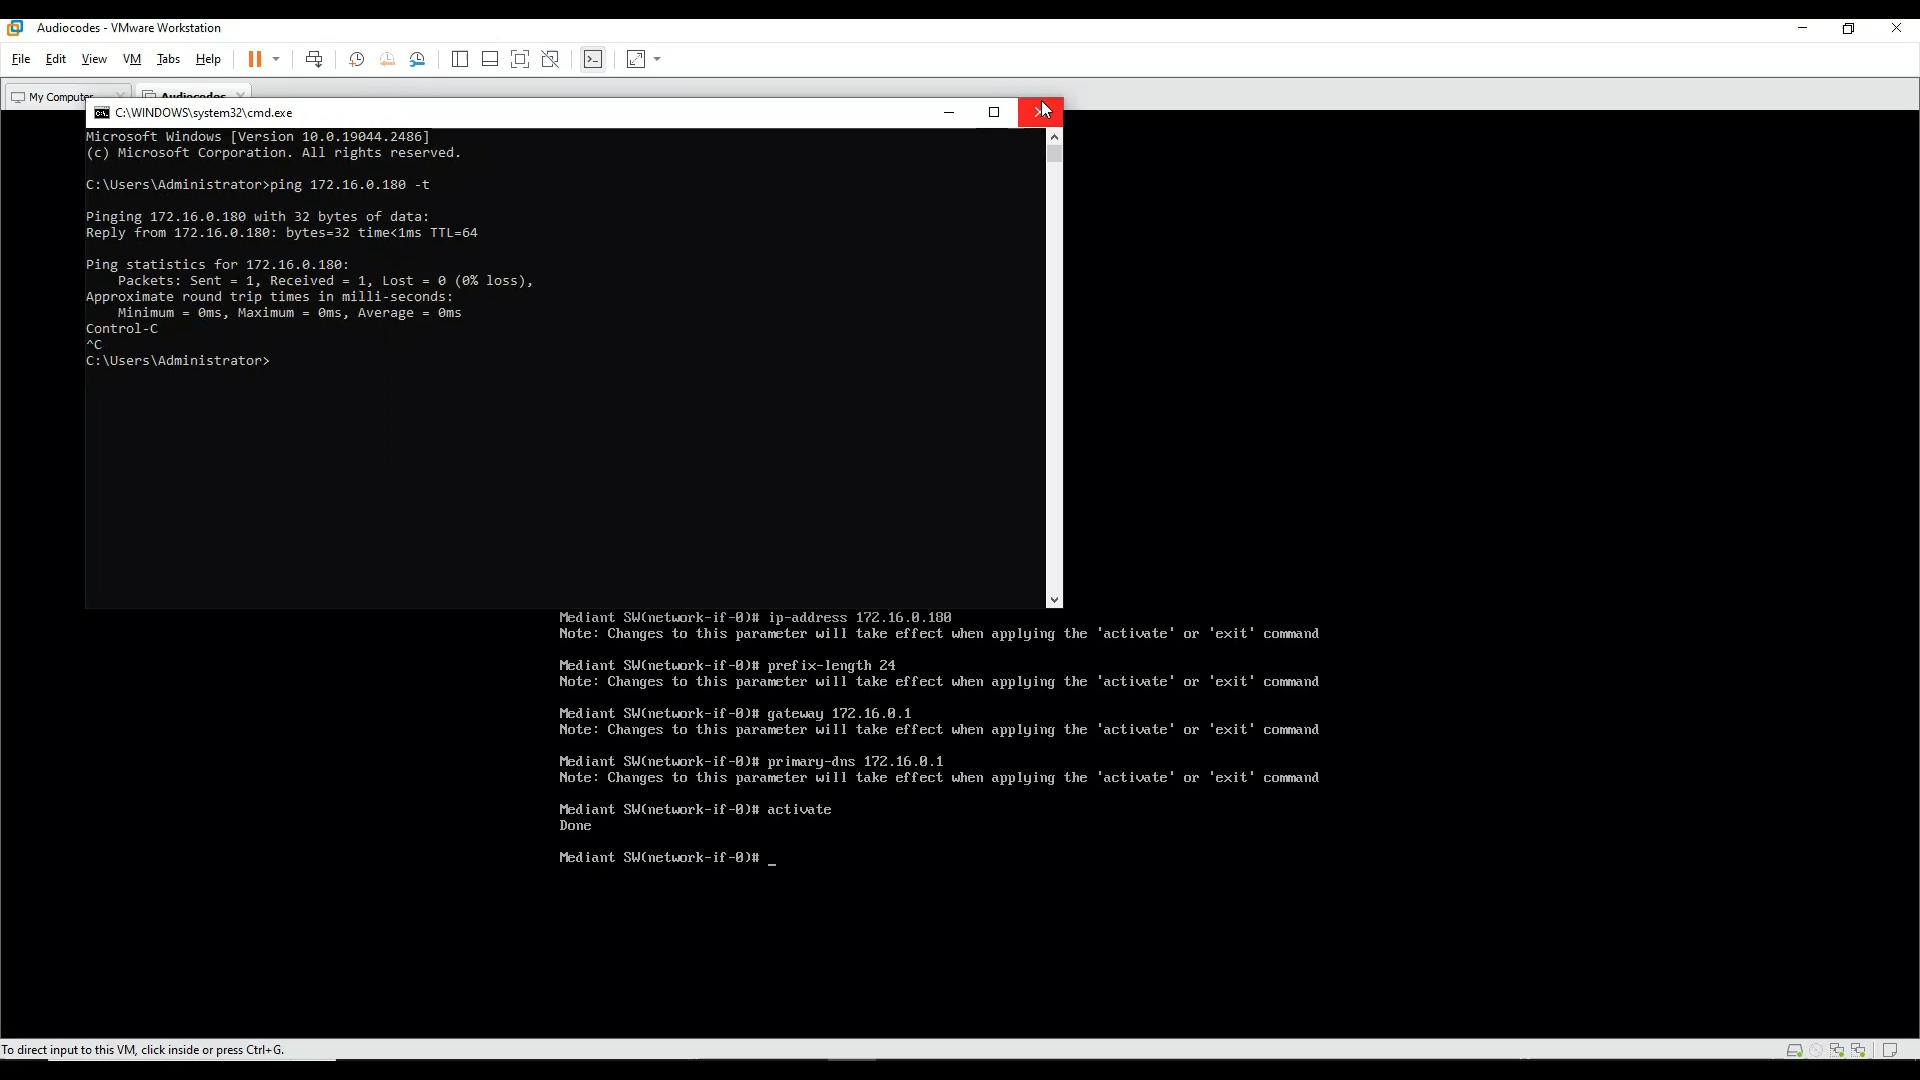 Audiocodes - VMware Workstation
File Edit View VM Tabs Help
My Computer Audiocodes
C:\WINDOWS\system32\cmd.exe
Microsoft Windows [Version 10.0.19044.2486]
(c) Microsoft Corporation. All rights reserved.
C:\Users\Administrator>ping 172.16.0.180 -t
Pinging 172.16.0.180 with 32 bytes of data:
Reply from 172.16.0.180: bytes=32 time<1ms TTL=64
Ping statistics for 172.16.0.180:
Packets: Sent = 1, Received = 1, Lost = 0 (0% loss),
Approximate round trip times in milli-seconds:
Minimum = 0ms, Maximum = 0ms, Average = 0ms
Control-C
^C
C:\Users\Administrator>
Mediant SW(network-if-0)# ip-address 172.16.0.180
Note: Changes to this parameter will take effect when applying the 'activate' or 'exit' command
Mediant SW(network-if-0)# prefix-length 24
Note: Changes to this parameter will take effect when applying the 'activate' or 'exit' command
Mediant SW(network-if-0)# gateway 172.16.0.1
Note: Changes to this parameter will take effect when applying the 'activate' or 'exit' command
Mediant SW(network-if-0)# primary-dns 172.16.0.1
Note: Changes to this parameter will take effect when applying the 'activate' or 'exit' command
Mediant SW(network-if-0)# activate
Done
Mediant SW(network-if-0)# _
To direct input to this VM, click inside or press Ctrl+G.